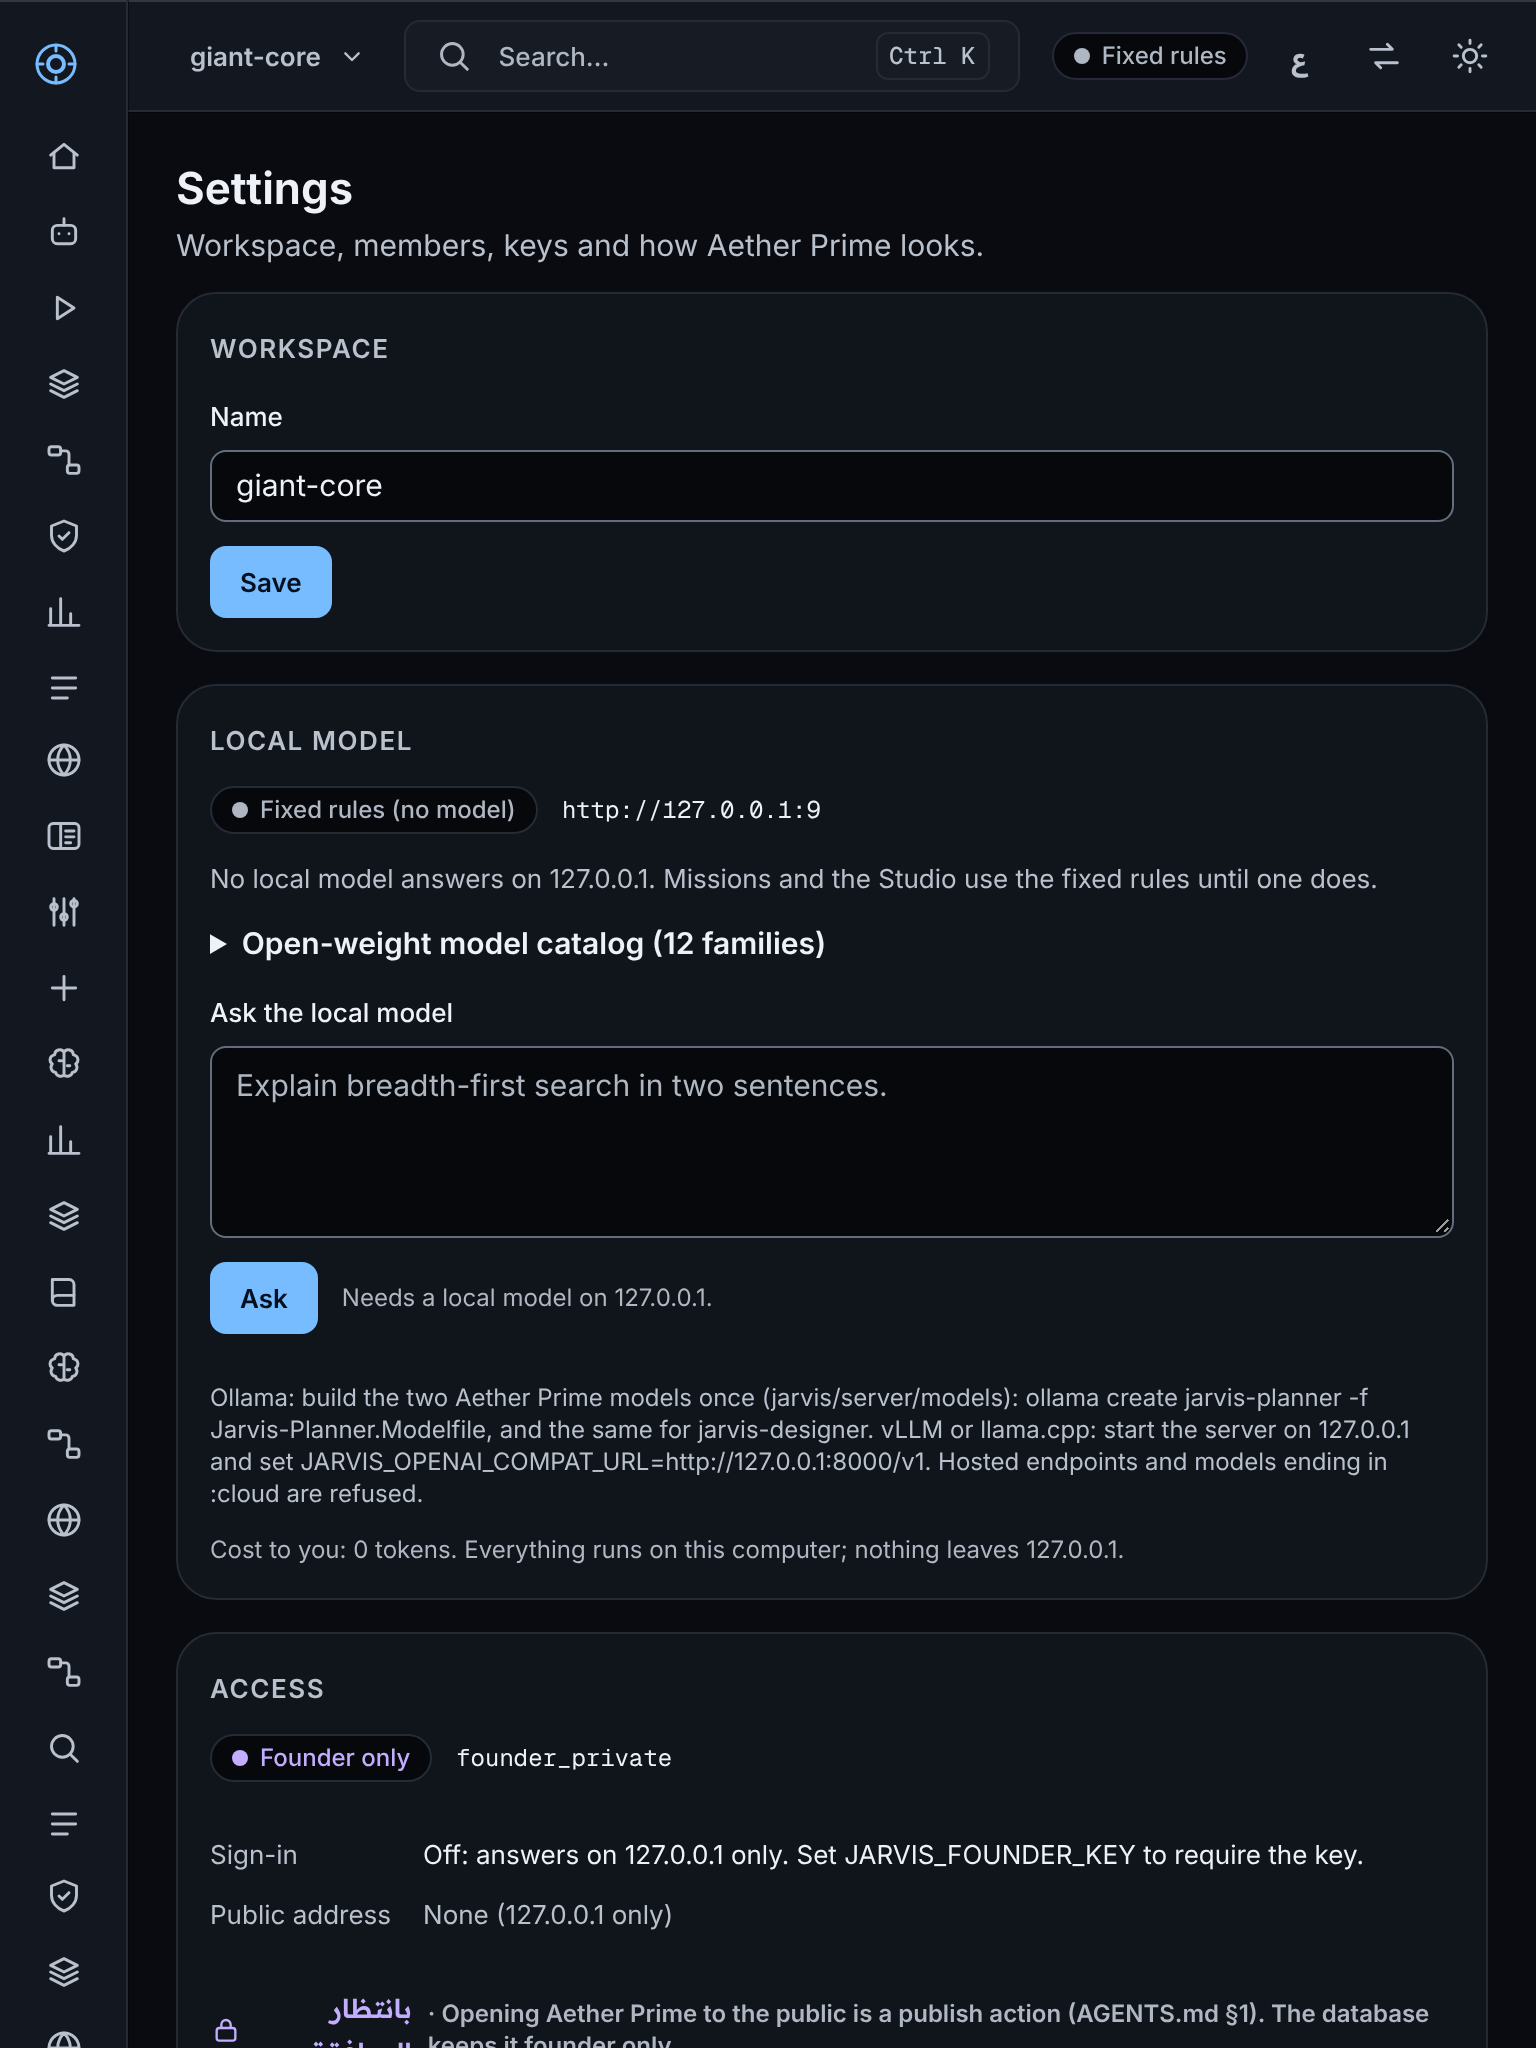 giant-core
Search...
Ctrl K
Fixed rules
ع
Settings
Workspace, members, keys and how Aether Prime looks.
WORKSPACE
Name
giant-core
Save
LOCAL MODEL
Fixed rules (no model) http://127.0.0.1:9
No local model answers on 127.0.0.1. Missions and the Studio use the fixed rules until one does.
Open-weight model catalog (12 families)
Ask the local model
Explain breadth-first search in two sentences.
Ask
Needs a local model on 127.0.0.1.
Ollama: build the two Aether Prime models once (jarvis/server/models): ollama create jarvis-planner -f
Jarvis-Planner.Modelfile, and the same for jarvis-designer. vLLM or llama.cpp: start the server on 127.0.0.1
and set JARVIS_OPENAI_COMPAT_URL=http://127.0.0.1:8000/v1. Hosted endpoints and models ending in
:cloud are refused.
Cost to you: 0 tokens. Everything runs on this computer; nothing leaves 127.0.0.1.
ACCESS
Founder only founder_private
Sign-in Off: answers on 127.0.0.1 only. Set JARVIS_FOUNDER_KEY to require the key.
Public address None (127.0.0.1 only)
بانتظار
· Opening Aether Prime to the public is a publish action (AGENTS.md §1). The database
keeps it founder only